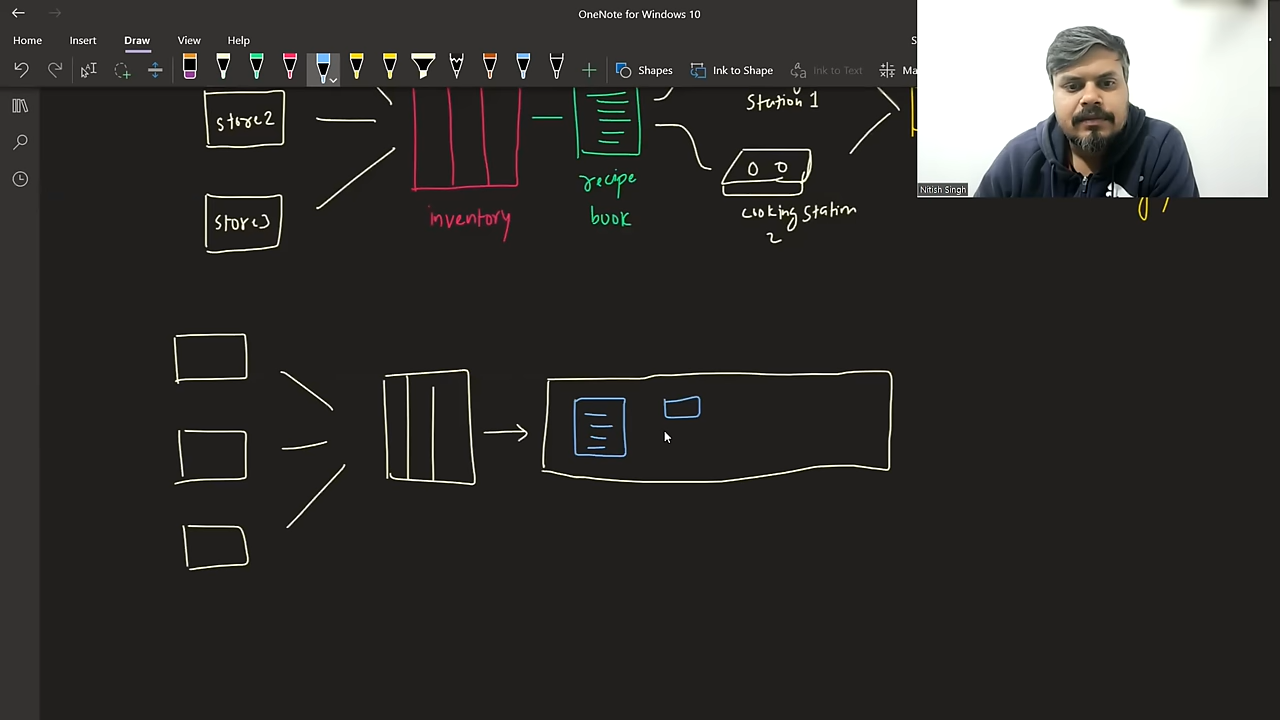 OneNote for Windows 10
Home Insert Draw View Help S
Shapes Ink to Shape Ink to Text Ma
store2
Station 1
recipe
book
store3
inventory
cooking station
2
Nitish Singh